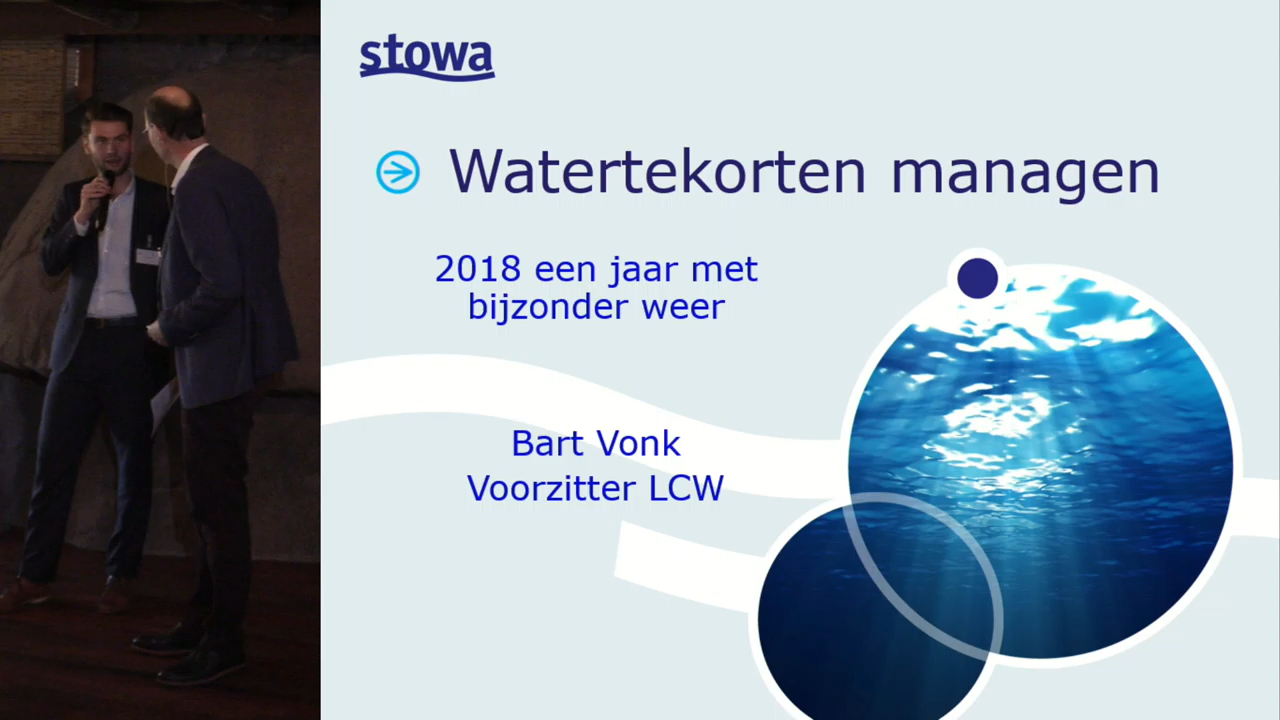 stowa
Watertekorten managen
2018 een jaar met
bijzonder weer
Bart Vonk
Voorzitter LCW